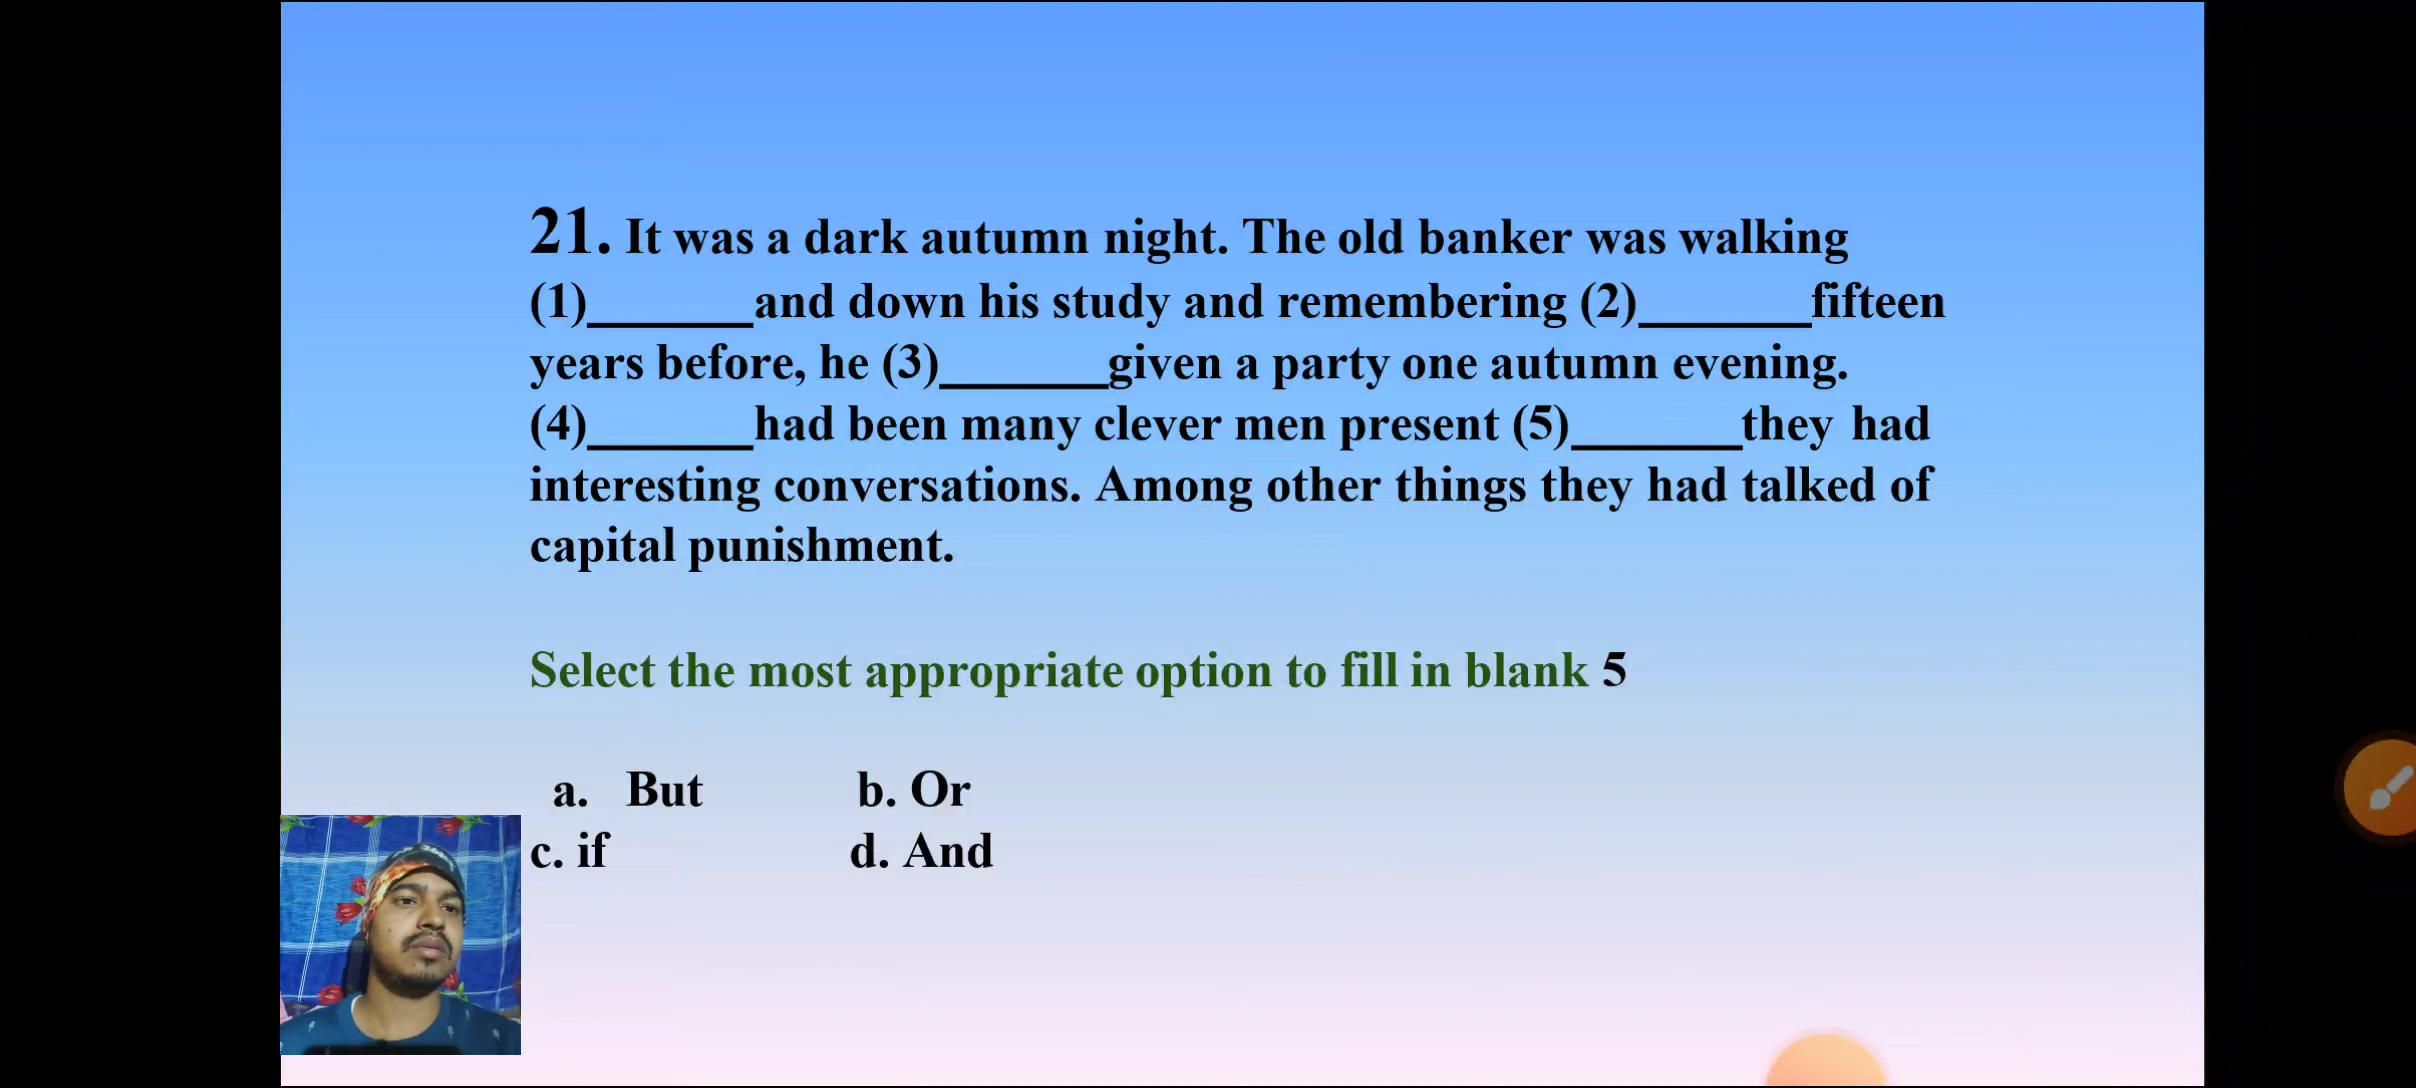 21. It was a dark autumn night. The old banker was walking
(1)______and down his study and remembering (2)______fifteen
years before, he (3)______given a party one autumn evening.
(4)______had been many clever men present (5)______they had
interesting conversations. Among other things they had talked of
capital punishment.
Select the most appropriate option to fill in blank 5
a. But b. Or
c. if d. And